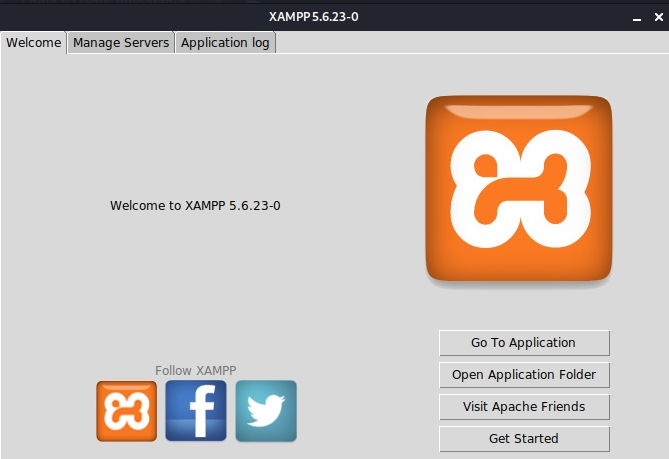 XAMPP 5.6.23-0
Welcome Manage Servers Application log
Welcome to XAMPP 5.6.23-0
Follow XAMPP
Go To Application
Open Application Folder
Visit Apache Friends
Get Started